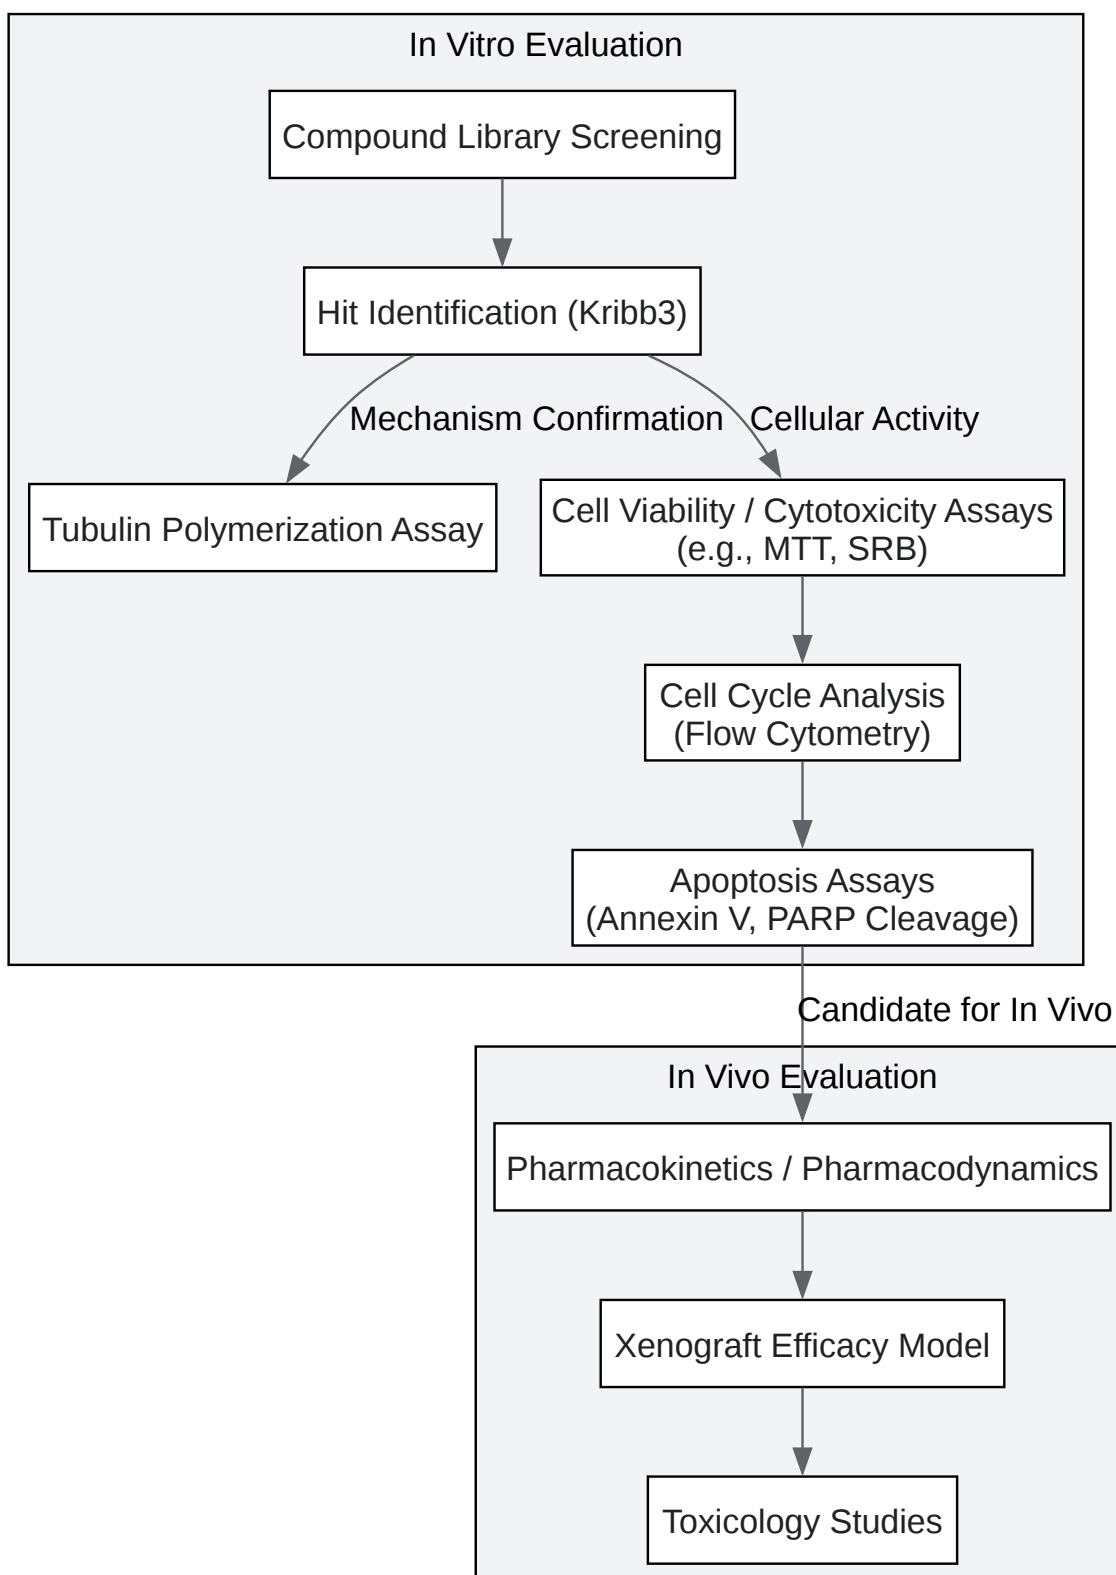 In Vitro Evaluation
Compound Library Screening
Hit Identification (Kribb3)
Mechanism Confirmation
Cellular Activity
Tubulin Polymerization Assay
Cell Viability / Cytotoxicity Assays
(e.g., MTT, SRB)
Cell Cycle Analysis
(Flow Cytometry)
Apoptosis Assays
(Annexin V, PARP Cleavage)
Candidate for In Vivo
In Vivo Evaluation
Pharmacokinetics / Pharmacodynamics
Xenograft Efficacy Model
Toxicology Studies